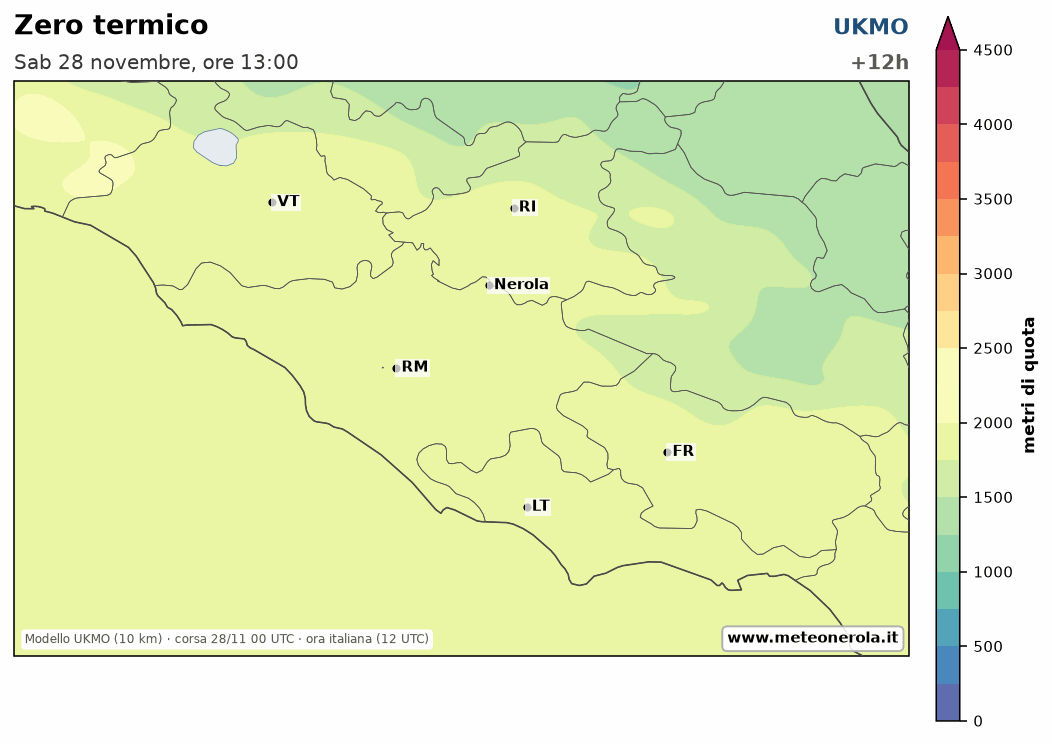 Zero termico
UKMO
Sab 28 novembre, ore 13:00
+12h
VT
RI
Nerola
RM
FR
LT
Modello UKMO (10 km) · corsa 28/11 00 UTC · ora italiana (12 UTC)
www.meteonerola.it
4500
4000
3500
3000
2500
2000
1500
1000
500
0
metri di quota